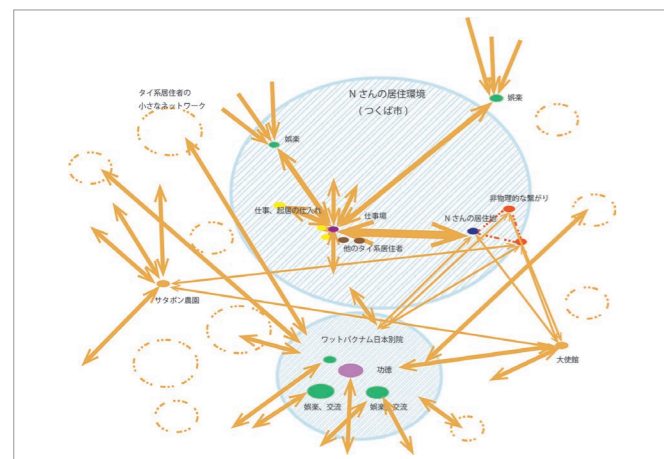 Nさんの居住環境
(つくば市)
タイ系居住者の
小さなネットワーク
娯楽
娯楽
非物理的な繋がり
仕事、起居の仕入れ
仕事場
Nさんの居住地
他のタイ系居住者
サタボン農園
ワットパクナム日本別院
功徳
大使館
娯楽、交流
娯楽、交流